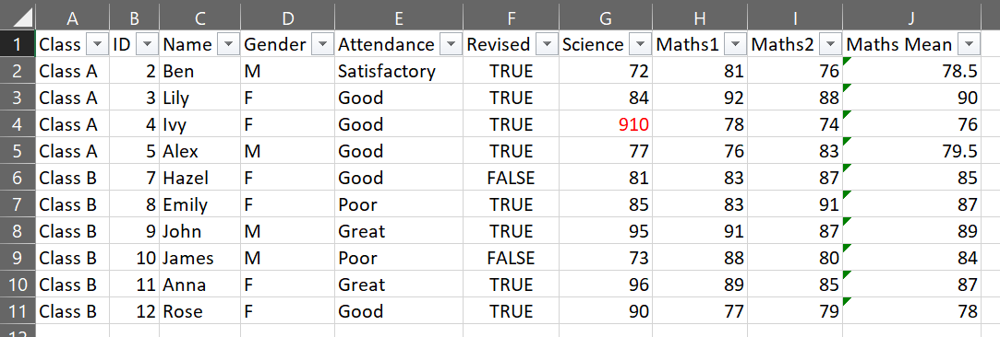 A B C D E F G H I J
1 Class ID Name Gender Attendance Revised Science Maths1 Maths2 Maths Mean
2 Class A 2 Ben M Satisfactory TRUE 72 81 76 78.5
3 Class A 3 Lily F Good TRUE 84 92 88 90
4 Class A 4 Ivy F Good TRUE 910 78 74 76
5 Class A 5 Alex M Good TRUE 77 76 83 79.5
6 Class B 7 Hazel F Good FALSE 81 83 87 85
7 Class B 8 Emily F Poor TRUE 85 83 91 87
8 Class B 9 John M Great TRUE 95 91 87 89
9 Class B 10 James M Poor FALSE 73 88 80 84
10 Class B 11 Anna F Great TRUE 96 89 85 87
11 Class B 12 Rose F Good TRUE 90 77 79 78